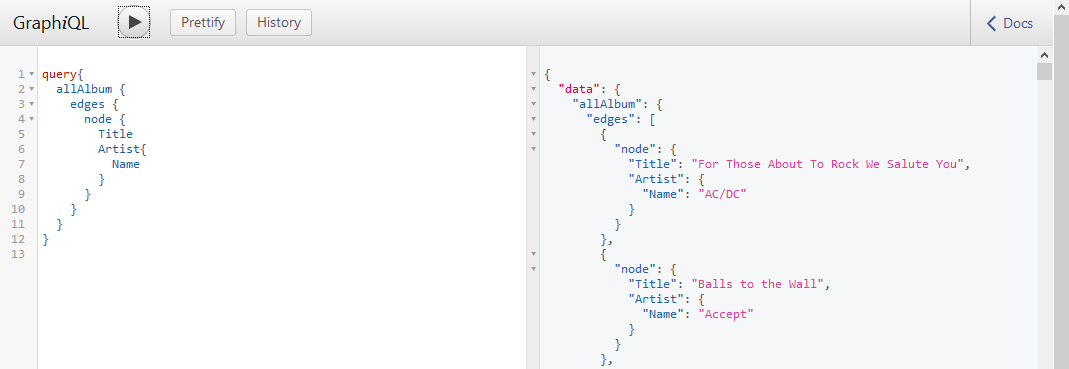 GraphiQL Prettify History Docs
1 query{
2 allAlbum {
3 edges {
4 node {
5 Title
6 Artist{
7 Name
8 }
9 }
10 }
11 }
12 }
13
{
"data": {
"allAlbum": {
"edges": [
{
"node": {
"Title": "For Those About To Rock We Salute You",
"Artist": {
"Name": "AC/DC"
}
}
},
{
"node": {
"Title": "Balls to the Wall",
"Artist": {
"Name": "Accept"
}
}
},